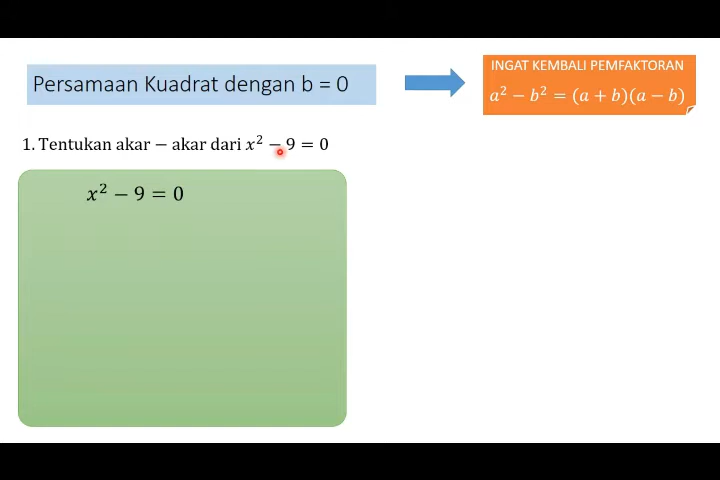 Persamaan Kuadrat dengan b = 0
INGAT KEMBALI PEMFAKTORAN
a² − b² = (a + b)(a − b)
1. Tentukan akar − akar dari x² − 9 = 0
x² − 9 = 0